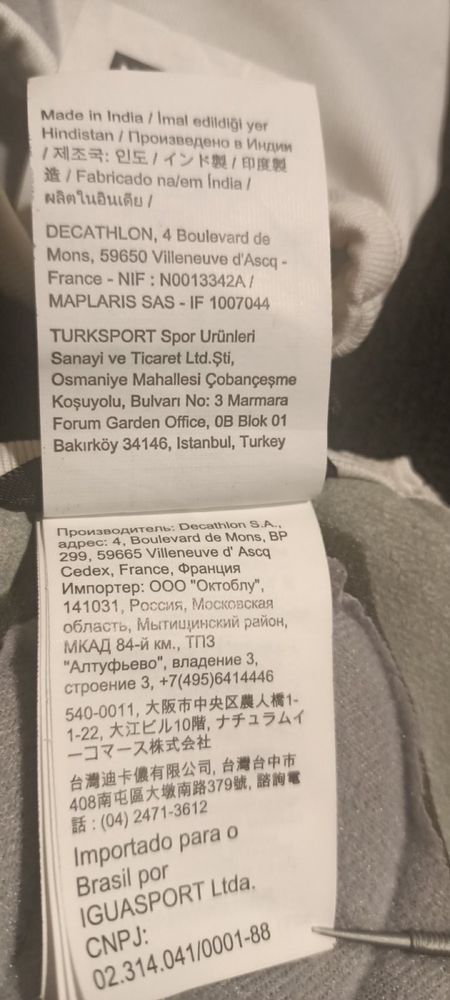 Made in India / İmal edildiği yer
Hindistan / Произведено в Индии
/ 제조국: 인도 / インド製 / 印度製
造 / Fabricado na/em Índia /
ผลิตในอินเดีย /
DECATHLON, 4 Boulevard de
Mons, 59650 Villeneuve d'Ascq -
France - NIF : N0013342A /
MAPLARIS SAS - IF 1007044
TURKSPORT Spor Urünleri
Sanayi ve Ticaret Ltd.Şti,
Osmaniye Mahallesi Çobançeşme
Koşuyolu, Bulvarı No: 3 Marmara
Forum Garden Office, 0B Blok 01
Bakırköy 34146, Istanbul, Turkey
Производитель: Decathlon S.A.,
адрес: 4, Boulevard de Mons, BP
299, 59665 Villeneuve d' Ascq
Cedex, France, Франция
Импортер: ООО "Октоблу",
141031, Россия, Московская
область, Мытищинский район,
МКАД 84-й км., ТПЗ
"Алтуфьево", владение 3,
строение 3, +7(495)6414446
540-0011, 大阪市中央区農人橋1-
1-22, 大江ビル10階, ナチュラムイ
ーコマース株式会社
台灣迪卡儂有限公司, 台灣台中市
408南屯區大墩南路379號, 諮詢電
話 : (04) 2471-3612
Importado para o
Brasil por
IGUASPORT Ltda.
CNPJ:
02.314.041/0001-88